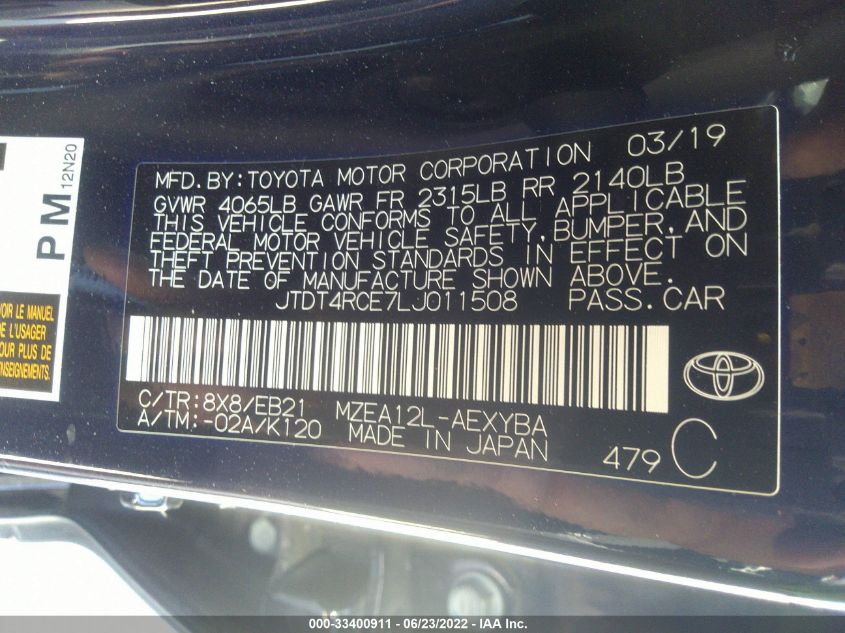 03/19
MFD.BY:TOYOTA MOTOR CORPORATION
GVWR 4065LB GAWR FR 2315LB RR 2140LB
THIS VEHICLE CONFORMS TO ALL APPLICABLE
FEDERAL MOTOR VEHICLE SAFETY,BUMPER,AND
THEFT PREVENTION STANDARDS IN EFFECT ON
THE DATE OF MANUFACTURE SHOWN ABOVE.
JTDT4RCE7LJ011508 PASS.CAR
C/TR:8X8/EB21 MZEA12L-AEXYBA
A/TM:-02A/K120 MADE IN JAPAN
479 C
PM
12N20
VOIR LE MANUEL
DE L'USAGER
POUR PLUS DE
RENSEIGNEMENTS.
000-33400911 - 06/23/2022 - IAA Inc.